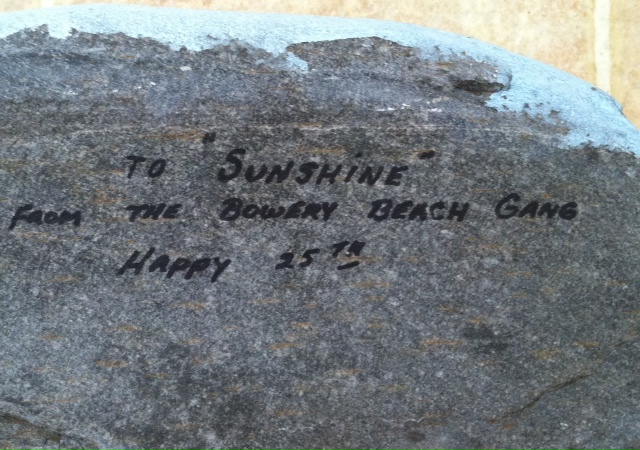 TO "SUNSHINE"
FROM THE BOWERY BEACH GANG
HAPPY 25TH